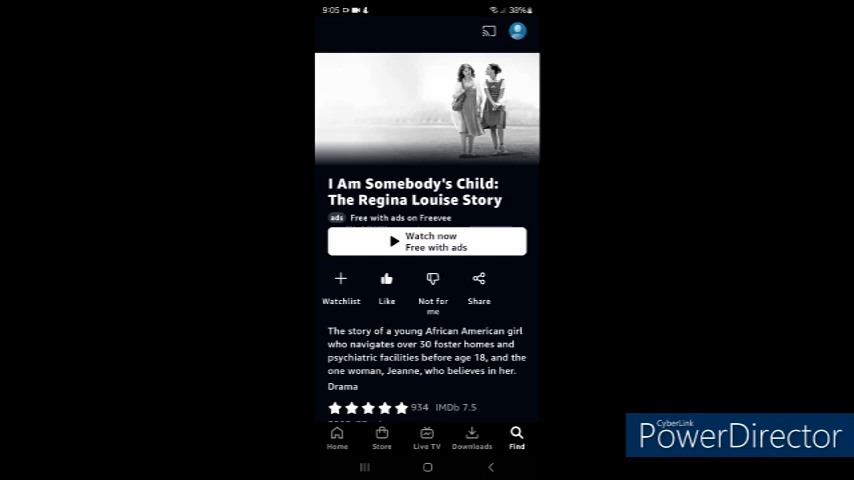 9:05
38%
I Am Somebody's Child:
The Regina Louise Story
ads Free with ads on Freevee
Watch now
Free with ads
Watchlist Like Not for me Share
The story of a young African American girl
who navigates over 30 foster homes and
psychiatric facilities before age 18, and the
one woman, Jeanne, who believes in her.
Drama
934 IMDb 7.5
Home Store Live TV Downloads Find
CyberLink
PowerDirector